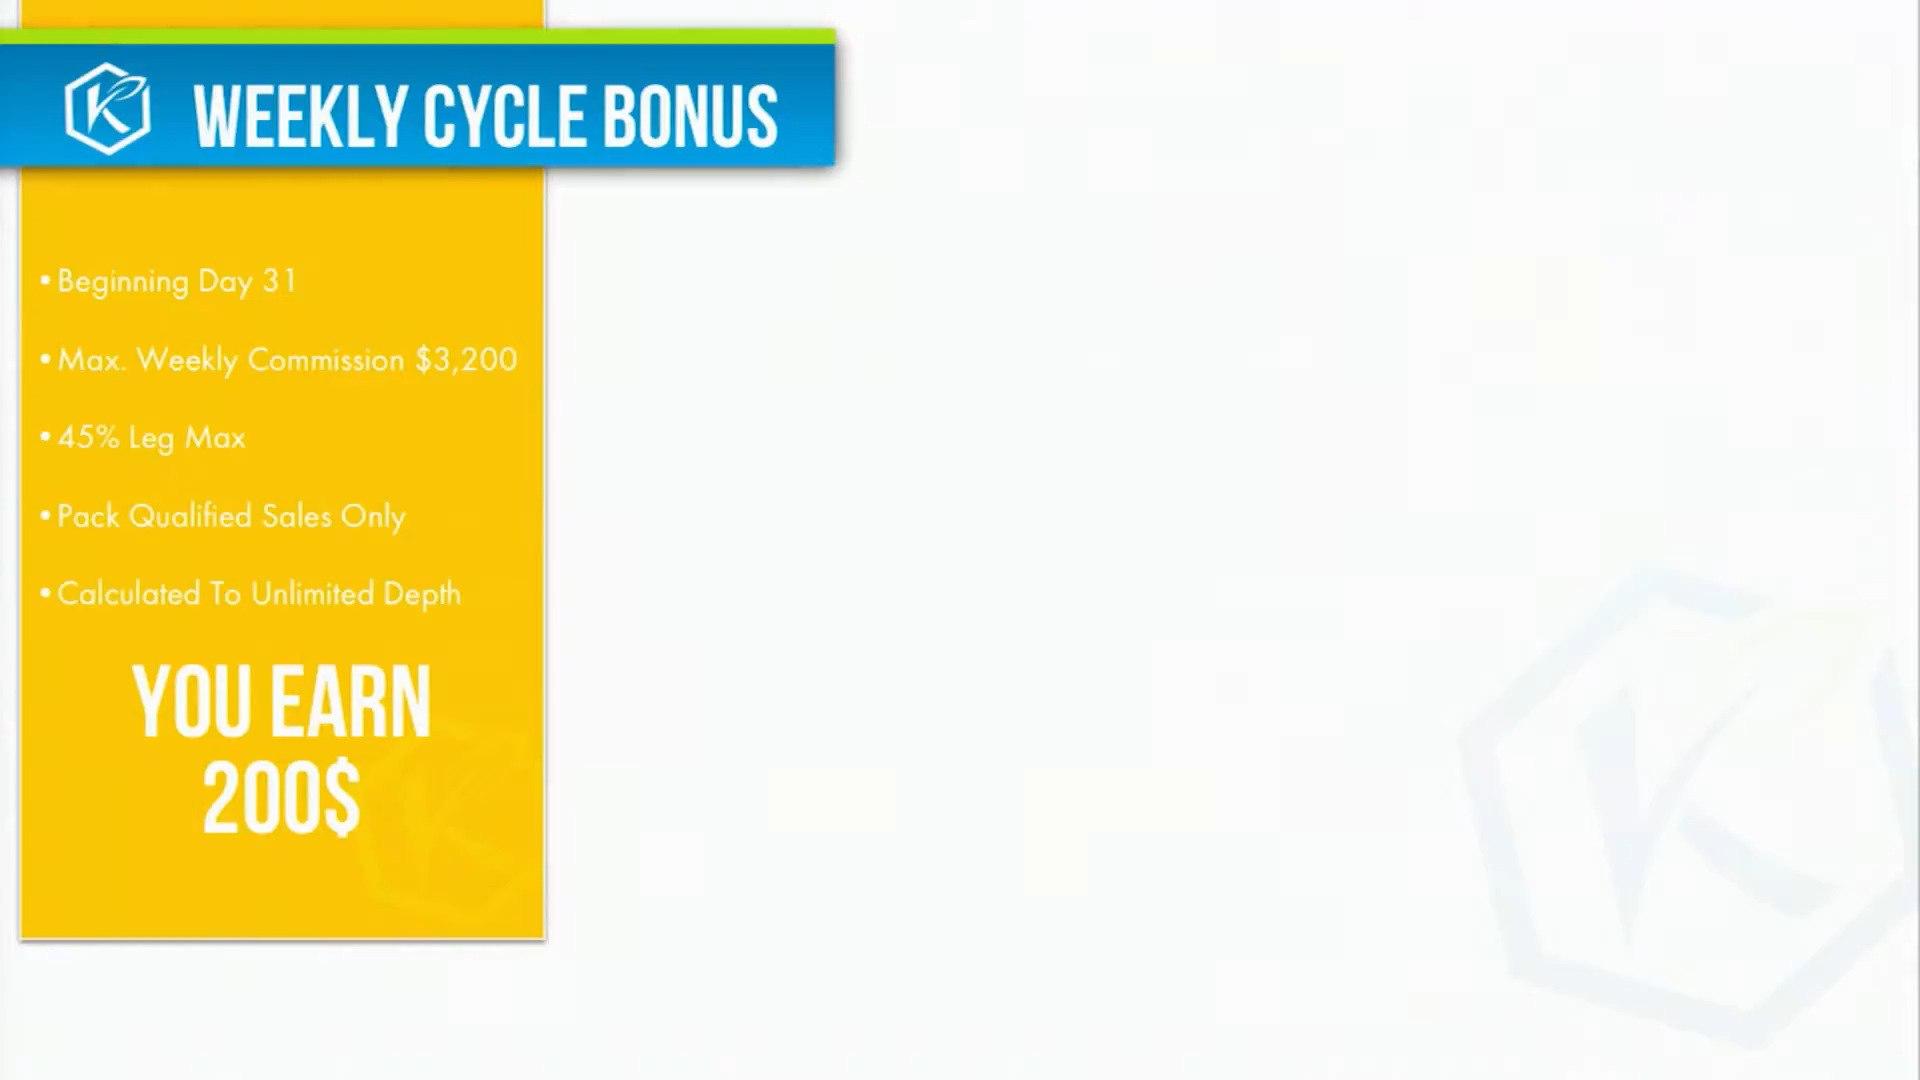 WEEKLY CYCLE BONUS
•Beginning Day 31
•Max. Weekly Commission $3,200
•45% Leg Max
•Pack Qualified Sales Only
•Calculated To Unlimited Depth
YOU EARN
200$